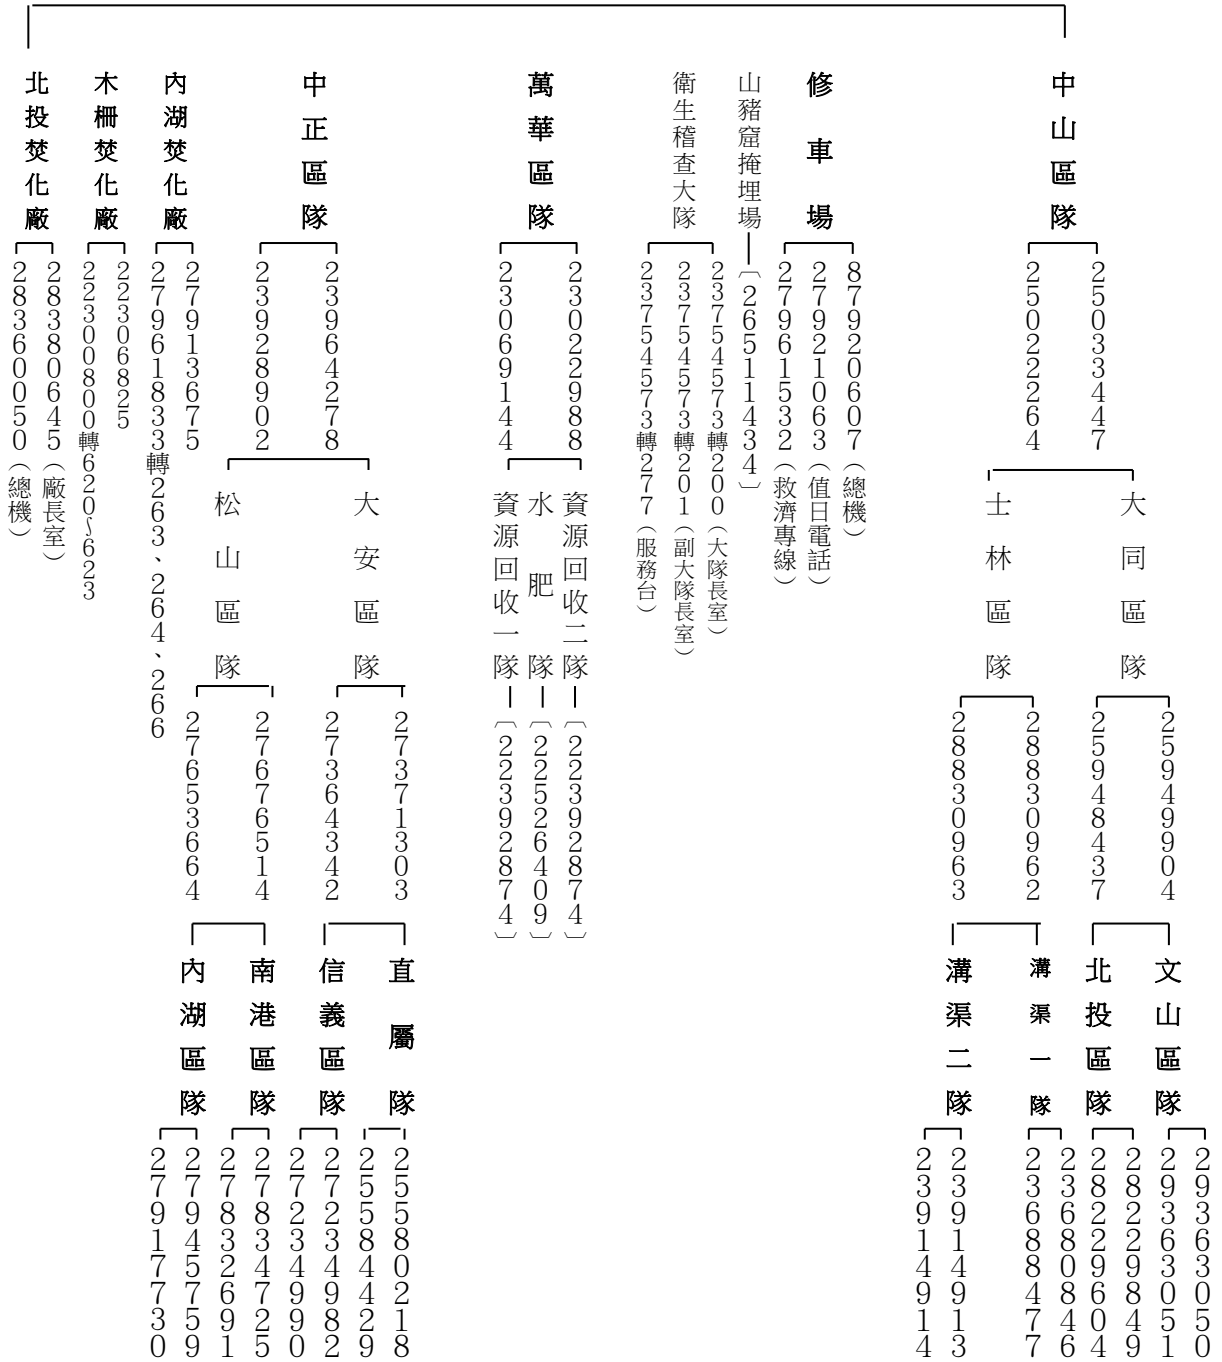 中山區隊
25033447
25022264
大同區隊
25949904
25948437
文山區隊
29363050
29363051
北投區隊
28229849
28229604
士林區隊
28830962
28830963
溝渠一隊
23680846
23688477
溝渠二隊
23914913
23914914
修車場
87920607(總機)
27921063(值日電話)
27961532(救濟專線)
山豬窟掩埋場
〔26511434〕
衛生稽查大隊
23754573轉200(大隊長室)
23754573轉201(副大隊長室)
23754573轉277(服務台)
萬華區隊
23022988
23069144
資源回收二隊
〔22392874〕
水肥隊
〔22526409〕
資源回收一隊
〔22392874〕
中正區隊
23964278
23928902
大安區隊
27371303
27364342
直屬隊
25580218
25584429
信義區隊
27234982
27234990
松山區隊
27676514
27653664
南港區隊
27834725
27832691
內湖區隊
27945759
27917730
內湖焚化廠
27913675
27961833轉263、264、266
木柵焚化廠
22306825
22300800轉620~623
北投焚化廠
28380645(廠長室)
28360050(總機)